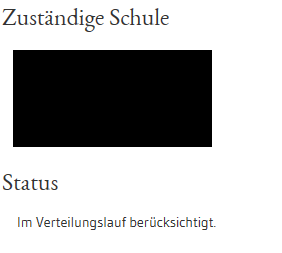 Zuständige Schule
Status
Im Verteilungslauf berücksichtigt.